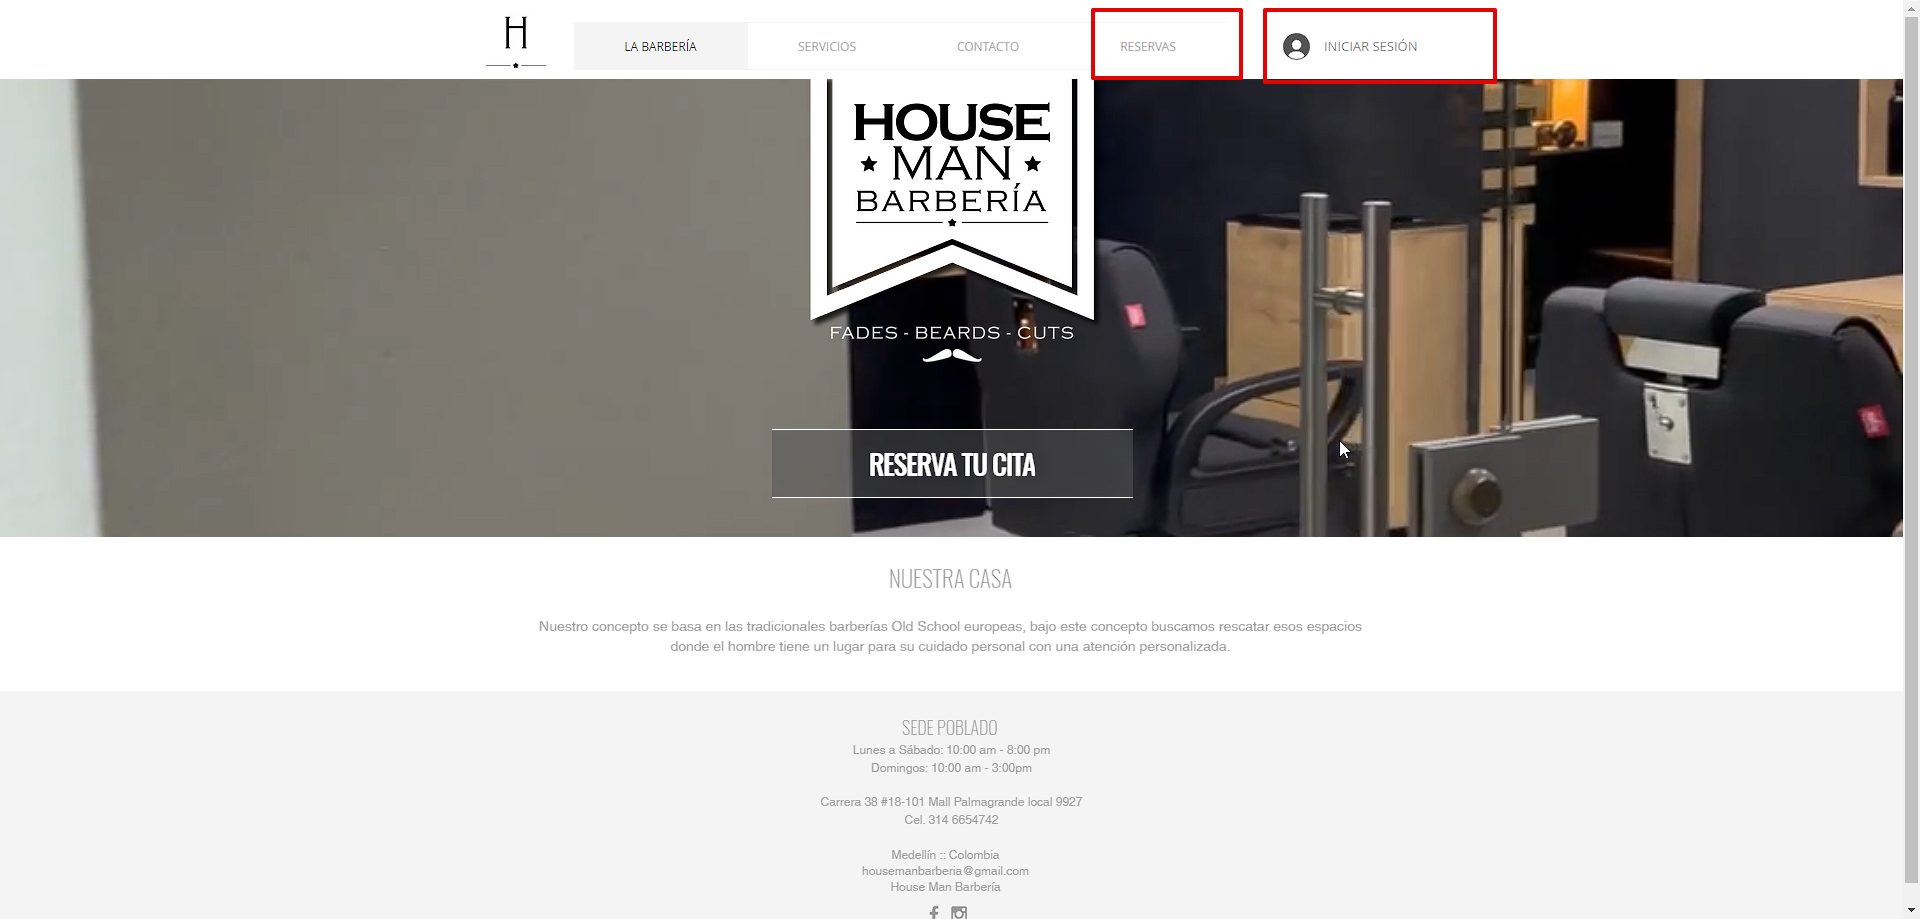 H
LA BARBERÍA
SERVICIOS
CONTACTO
RESERVAS
INICIAR SESIÓN
HOUSE
MAN
BARBERÍA
FADES - BEARDS - CUTS
RESERVA TU CITA
NUESTRA CASA
Nuestro concepto se basa en las tradicionales barberías Old School europeas, bajo este concepto buscamos rescatar esos espacios
donde el hombre tiene un lugar para su cuidado personal con una atención personalizada.
SEDE POBLADO
Lunes a Sábado: 10:00 am - 8:00 pm
Domingos: 10:00 am - 3:00pm
Carrera 38 #18-101 Mall Palmagrande local 9927
Cel. 314 6654742
Medellín :: Colombia
housemanbarberia@gmail.com
House Man Barbería